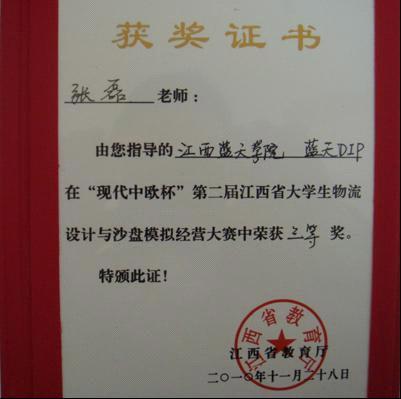 获奖证书
张磊 老师：
由您指导的 江西蓝天学院 蓝天DIP
在“现代中欧杯”第二届江西省大学生物流
设计与沙盘模拟经营大赛中荣获 三等 奖。
特颁此证！
江西省教育厅
江西省教育厅
二〇一〇年十一月二十八日